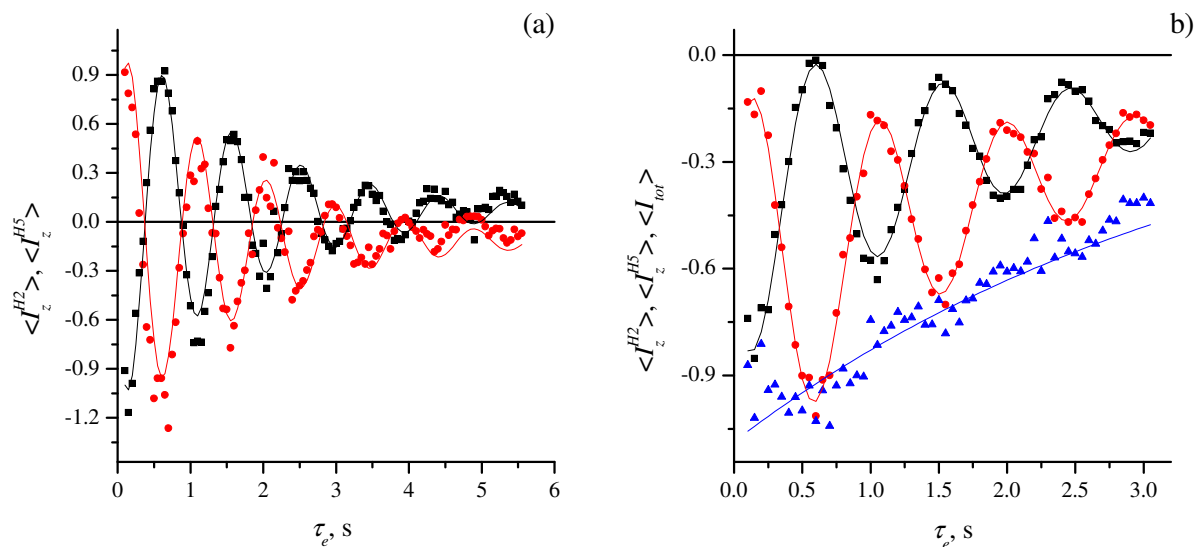 (a)
<I_z^{H2}>, <I_z^{H5}>
0.9
0.6
0.3
0.0
-0.3
-0.6
-0.9
-1.2
0 1 2 3 4 5 6
τ_e, s
b)
<I_z^{H2}>, <I_z^{H5}>, <I_{tot}>
0.0
-0.3
-0.6
-0.9
0.0 0.5 1.0 1.5 2.0 2.5 3.0
τ_e, s